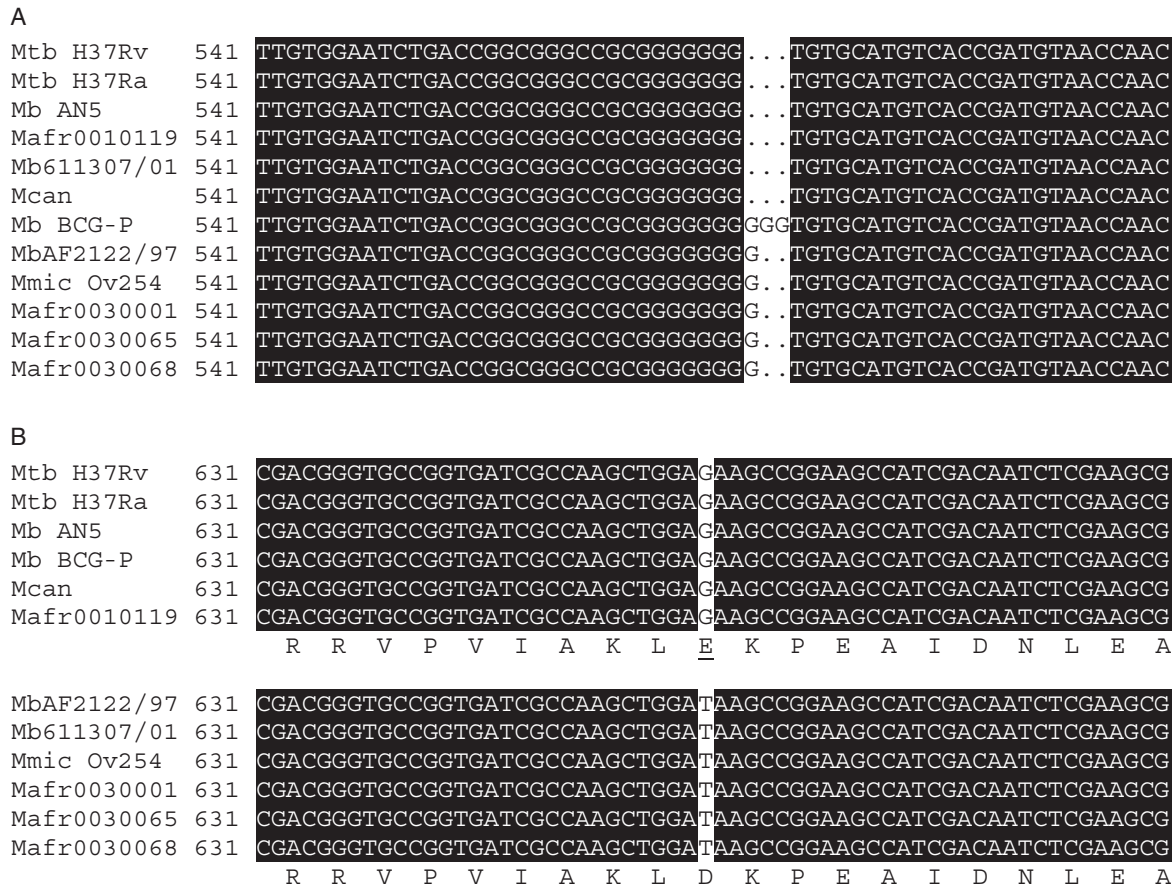 A
Mtb H37Rv 541 TTGTGGAATCTGACCGGCGGGCCGCGGGGGGG...TGTGCATGTCACCGATGTAACCAAC
Mtb H37Ra 541 TTGTGGAATCTGACCGGCGGGCCGCGGGGGGG...TGTGCATGTCACCGATGTAACCAAC
Mb AN5 541 TTGTGGAATCTGACCGGCGGGCCGCGGGGGGG...TGTGCATGTCACCGATGTAACCAAC
Mafr0010119 541 TTGTGGAATCTGACCGGCGGGCCGCGGGGGGG...TGTGCATGTCACCGATGTAACCAAC
Mb611307/01 541 TTGTGGAATCTGACCGGCGGGCCGCGGGGGGG...TGTGCATGTCACCGATGTAACCAAC
Mcan 541 TTGTGGAATCTGACCGGCGGGCCGCGGGGGGG...TGTGCATGTCACCGATGTAACCAAC
Mb BCG-P 541 TTGTGGAATCTGACCGGCGGGCCGCGGGGGGGGGGTGTGCATGTCACCGATGTAACCAAC
MbAF2122/97 541 TTGTGGAATCTGACCGGCGGGCCGCGGGGGGGG..TGTGCATGTCACCGATGTAACCAAC
Mmic Ov254 541 TTGTGGAATCTGACCGGCGGGCCGCGGGGGGGG..TGTGCATGTCACCGATGTAACCAAC
Mafr0030001 541 TTGTGGAATCTGACCGGCGGGCCGCGGGGGGGG..TGTGCATGTCACCGATGTAACCAAC
Mafr0030065 541 TTGTGGAATCTGACCGGCGGGCCGCGGGGGGGG..TGTGCATGTCACCGATGTAACCAAC
Mafr0030068 541 TTGTGGAATCTGACCGGCGGGCCGCGGGGGGGG..TGTGCATGTCACCGATGTAACCAAC
B
Mtb H37Rv 631 CGACGGGTGCCGGTGATCGCCAAGCTGGAGAAGCCGGAAGCCATCGACAATCTCGAAGCG
Mtb H37Ra 631 CGACGGGTGCCGGTGATCGCCAAGCTGGAGAAGCCGGAAGCCATCGACAATCTCGAAGCG
Mb AN5 631 CGACGGGTGCCGGTGATCGCCAAGCTGGAGAAGCCGGAAGCCATCGACAATCTCGAAGCG
Mb BCG-P 631 CGACGGGTGCCGGTGATCGCCAAGCTGGAGAAGCCGGAAGCCATCGACAATCTCGAAGCG
Mcan 631 CGACGGGTGCCGGTGATCGCCAAGCTGGAGAAGCCGGAAGCCATCGACAATCTCGAAGCG
Mafr0010119 631 CGACGGGTGCCGGTGATCGCCAAGCTGGAGAAGCCGGAAGCCATCGACAATCTCGAAGCG
R R V P V I A K L E K P E A I D N L E A
MbAF2122/97 631 CGACGGGTGCCGGTGATCGCCAAGCTGGATAAGCCGGAAGCCATCGACAATCTCGAAGCG
Mb611307/01 631 CGACGGGTGCCGGTGATCGCCAAGCTGGATAAGCCGGAAGCCATCGACAATCTCGAAGCG
Mmic Ov254 631 CGACGGGTGCCGGTGATCGCCAAGCTGGATAAGCCGGAAGCCATCGACAATCTCGAAGCG
Mafr0030001 631 CGACGGGTGCCGGTGATCGCCAAGCTGGATAAGCCGGAAGCCATCGACAATCTCGAAGCG
Mafr0030065 631 CGACGGGTGCCGGTGATCGCCAAGCTGGATAAGCCGGAAGCCATCGACAATCTCGAAGCG
Mafr0030068 631 CGACGGGTGCCGGTGATCGCCAAGCTGGATAAGCCGGAAGCCATCGACAATCTCGAAGCG
R R V P V I A K L D K P E A I D N L E A